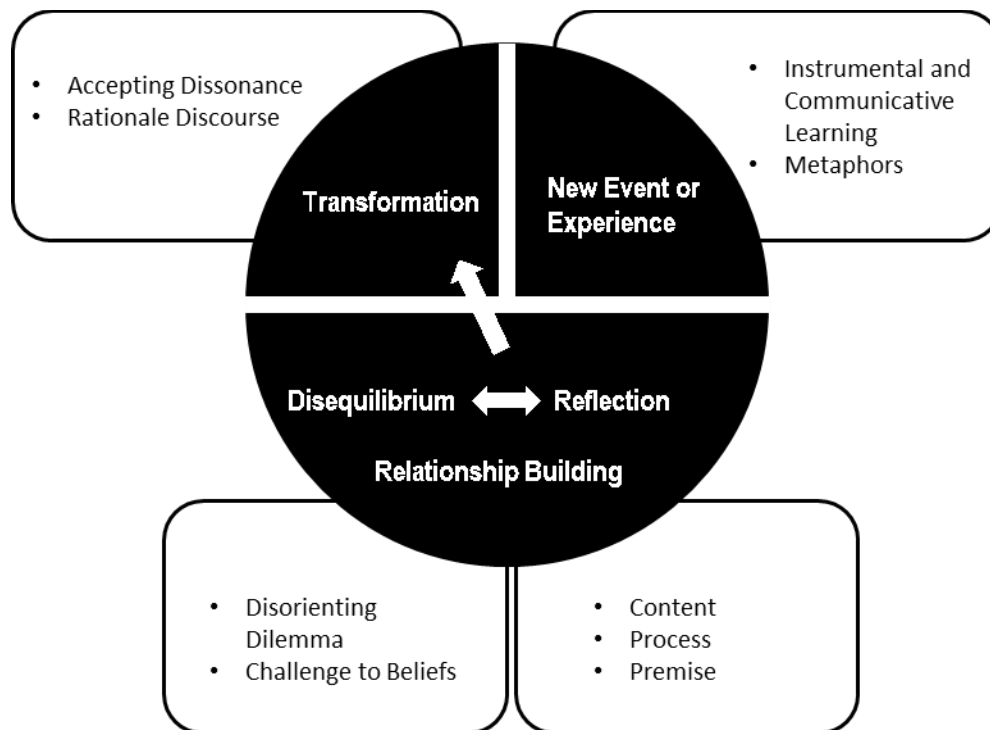 • Accepting Dissonance
• Rationale Discourse
• Instrumental and
Communicative
Learning
• Metaphors
Transformation
New Event or
Experience
Disequilibrium
Reflection
Relationship Building
• Disorienting
Dilemma
• Challenge to Beliefs
• Content
• Process
• Premise